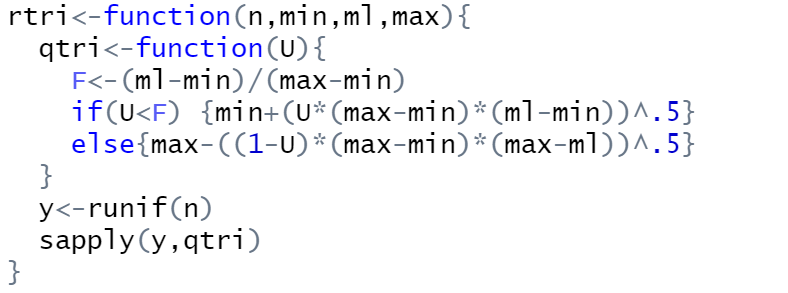 rtri<-function(n,min,ml,max){
  qtri<-function(U){
    F<-(ml-min)/(max-min)
    if(U<F) {min+(U*(max-min)*(ml-min))^.5}
    else{max-((1-U)*(max-min)*(max-ml))^.5}
  }
  y<-runif(n)
  sapply(y,qtri)
}